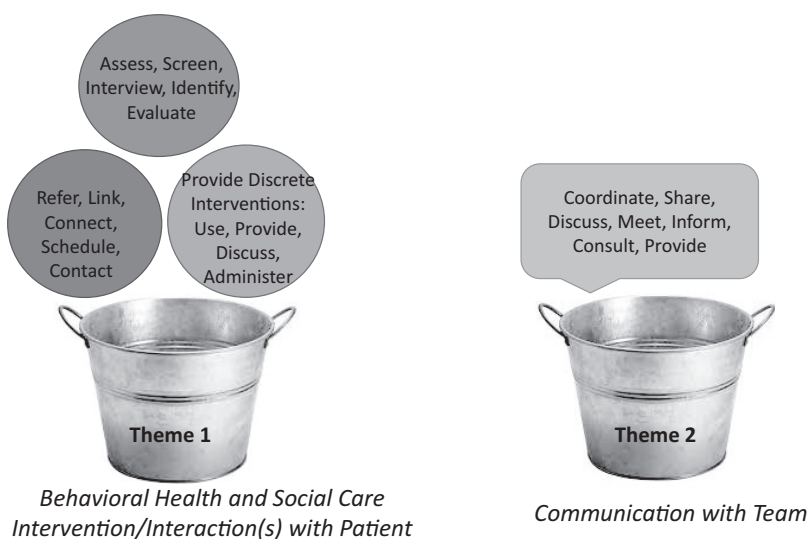 Assess, Screen,
Interview, Identify,
Evaluate
Refer, Link,
Connect,
Schedule,
Contact
Provide Discrete
Interventions:
Use, Provide,
Discuss,
Administer
Theme 1
Behavioral Health and Social Care
Intervention/Interaction(s) with Patient
Coordinate, Share,
Discuss, Meet, Inform,
Consult, Provide
Theme 2
Communication with Team